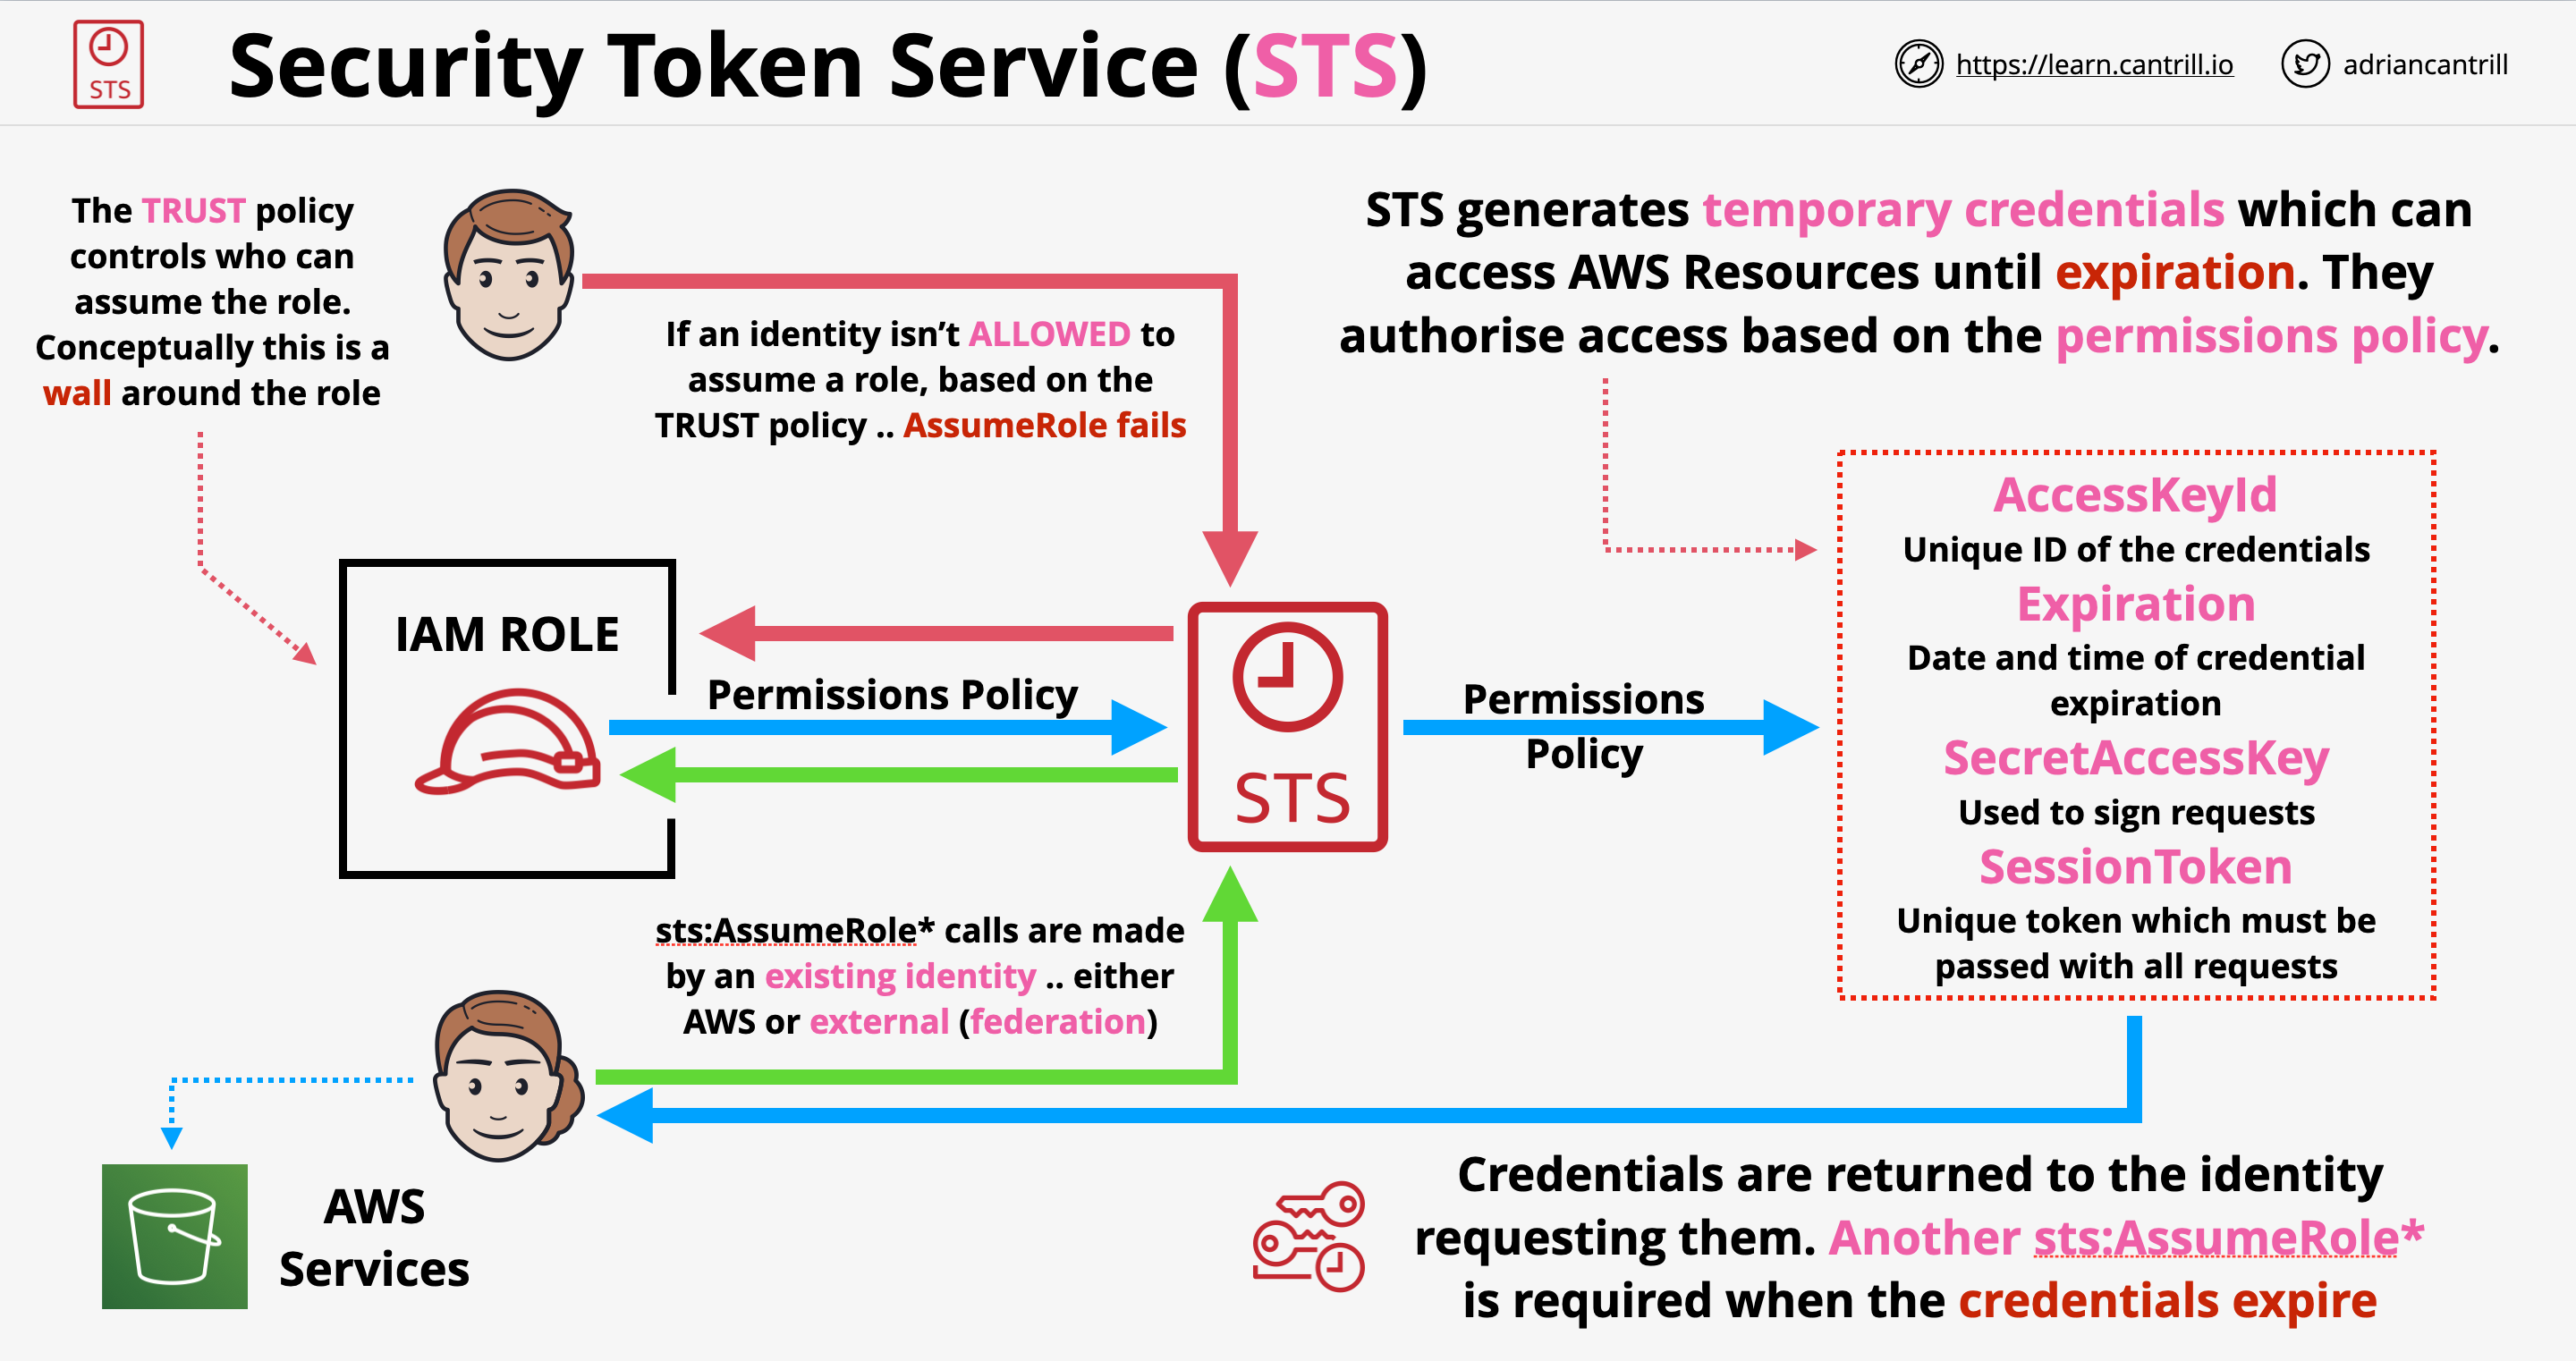 STS
Security Token Service (STS)
https://learn.cantrill.io
adriancantrill
The TRUST policy
controls who can
assume the role.
Conceptually this is a
wall around the role
If an identity isn’t ALLOWED to
assume a role, based on the
TRUST policy .. AssumeRole fails
STS generates temporary credentials which can
access AWS Resources until expiration. They
authorise access based on the permissions policy.
IAM ROLE
Permissions Policy
STS
Permissions
Policy
AccessKeyId
Unique ID of the credentials
Expiration
Date and time of credential
expiration
SecretAccessKey
Used to sign requests
SessionToken
Unique token which must be
passed with all requests
sts:AssumeRole* calls are made
by an existing identity .. either
AWS or external (federation)
AWS
Services
Credentials are returned to the identity
requesting them. Another sts:AssumeRole*
is required when the credentials expire